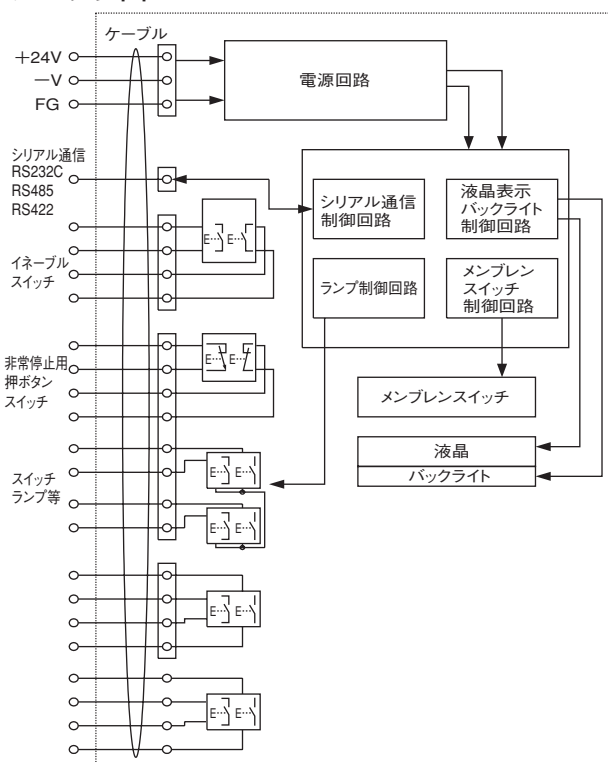 ケーブル
+24V
−V
FG
電源回路
シリアル通信
RS232C
RS485
RS422
シリアル通信
制御回路
液晶表示
バックライト
制御回路
イネーブル
スイッチ
ランプ制御回路
メンブレン
スイッチ
制御回路
非常停止用
押ボタン
スイッチ
メンブレンスイッチ
液晶
バックライト
スイッチ
ランプ等